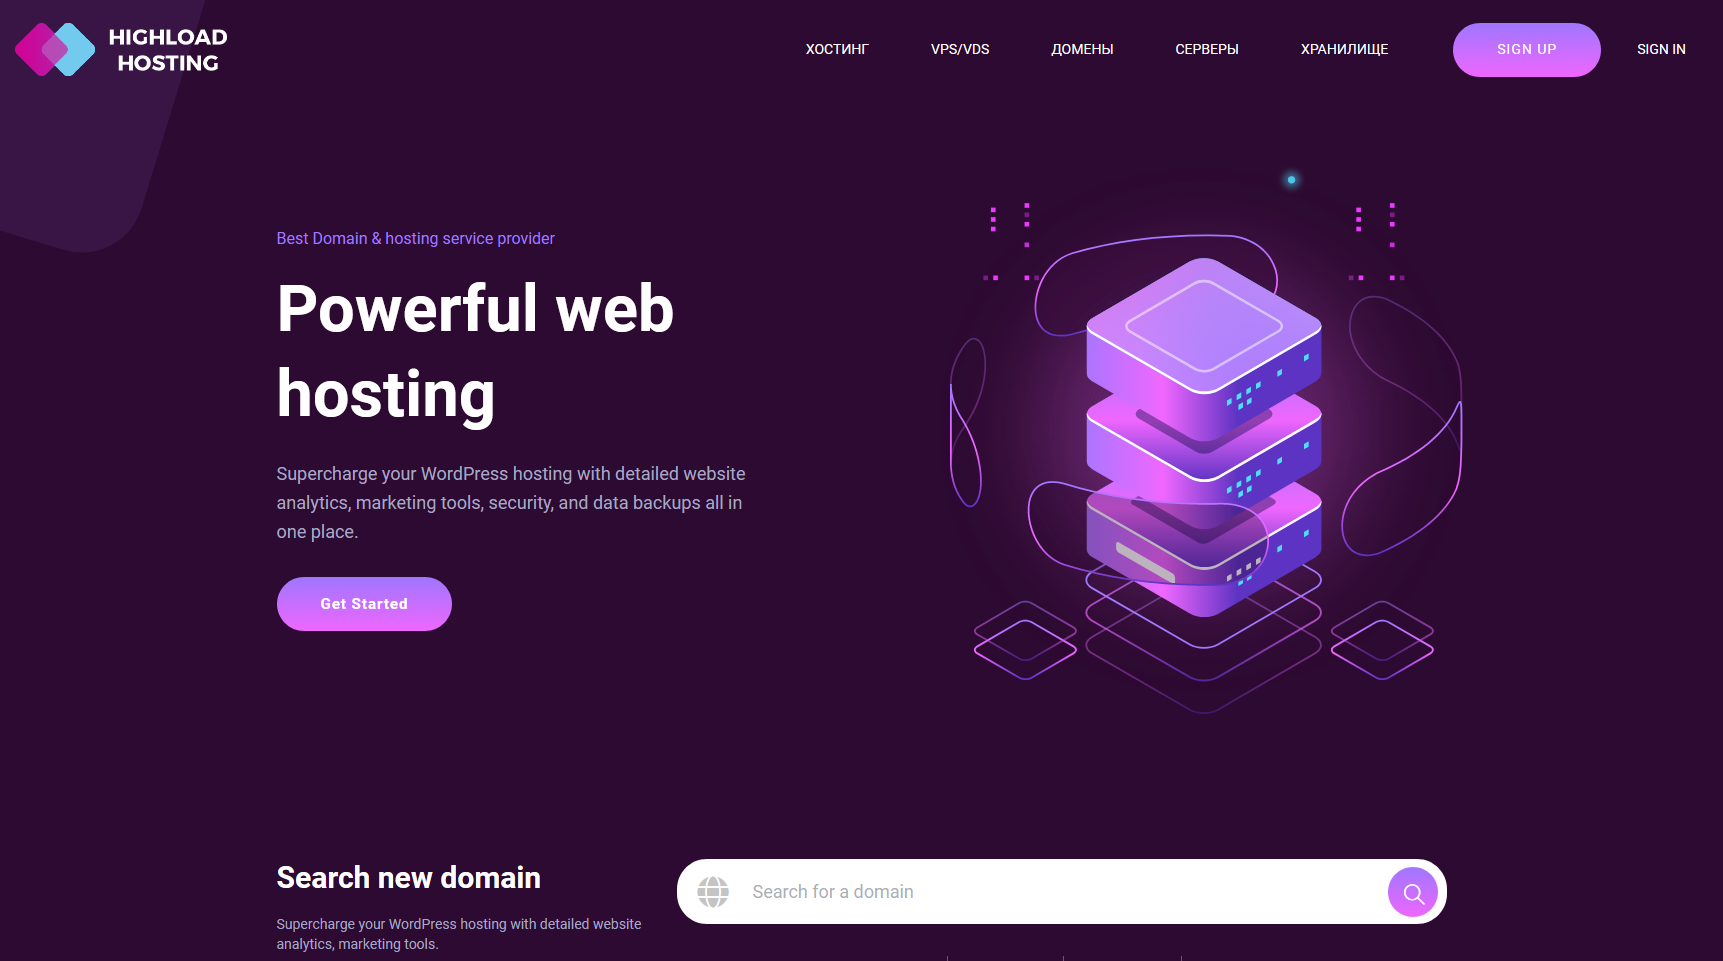 HIGHLOAD
HOSTING
ХОСТИНГ
VPS/VDS
ДОМЕНЫ
СЕРВЕРЫ
ХРАНИЛИЩЕ
SIGN UP
SIGN IN
Best Domain & hosting service provider
Powerful web
hosting
Supercharge your WordPress hosting with detailed website
analytics, marketing tools, security, and data backups all in
one place.
Get Started
Search new domain
Search for a domain
Supercharge your WordPress hosting with detailed website
analytics, marketing tools.